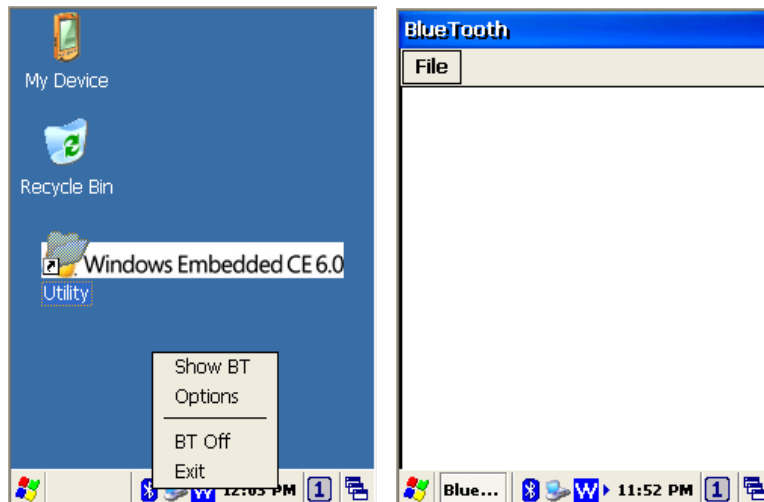 My Device
Recycle Bin
Windows Embedded CE 6.0
Utility
Show BT
Options
BT Off
Exit
12:03 PM
1
BlueTooth
File
Blue...
W
11:52 PM
1